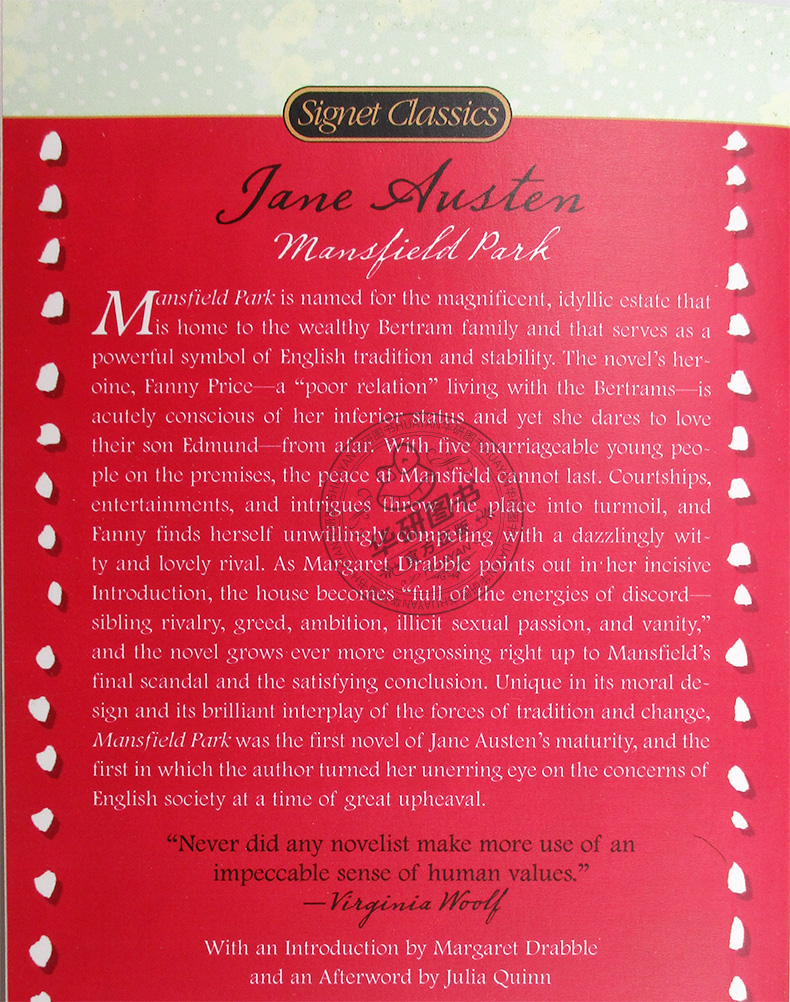 Signet Classics
Jane Austen
Mansfield Park
Mansfield Park is named for the magnificent, idyllic estate that
is home to the wealthy Bertram family and that serves as a
powerful symbol of English tradition and stability. The novel's her-
oine, Fanny Price—a “poor relation” living with the Bertrams—is
acutely conscious of her inferior status and yet she dares to love
their son Edmund—from afar. With five marriageable young peo-
ple on the premises, the peace at Mansfield cannot last. Courtships,
entertainments, and intrigues throw the place into turmoil, and
Fanny finds herself unwillingly competing with a dazzlingly wit-
ty and lovely rival. As Margaret Drabble points out in her incisive
Introduction, the house becomes “full of the energies of discord—
sibling rivalry, greed, ambition, illicit sexual passion, and vanity,”
and the novel grows ever more engrossing right up to Mansfield's
final scandal and the satisfying conclusion. Unique in its moral de-
sign and its brilliant interplay of the forces of tradition and change,
Mansfield Park was the first novel of Jane Austen's maturity, and the
first in which the author turned her unerring eye on the concerns of
English society at a time of great upheaval.
“Never did any novelist make more use of an
impeccable sense of human values.”
—Virginia Woolf
With an Introduction by Margaret Drabble
and an Afterword by Julia Quinn
华研图书